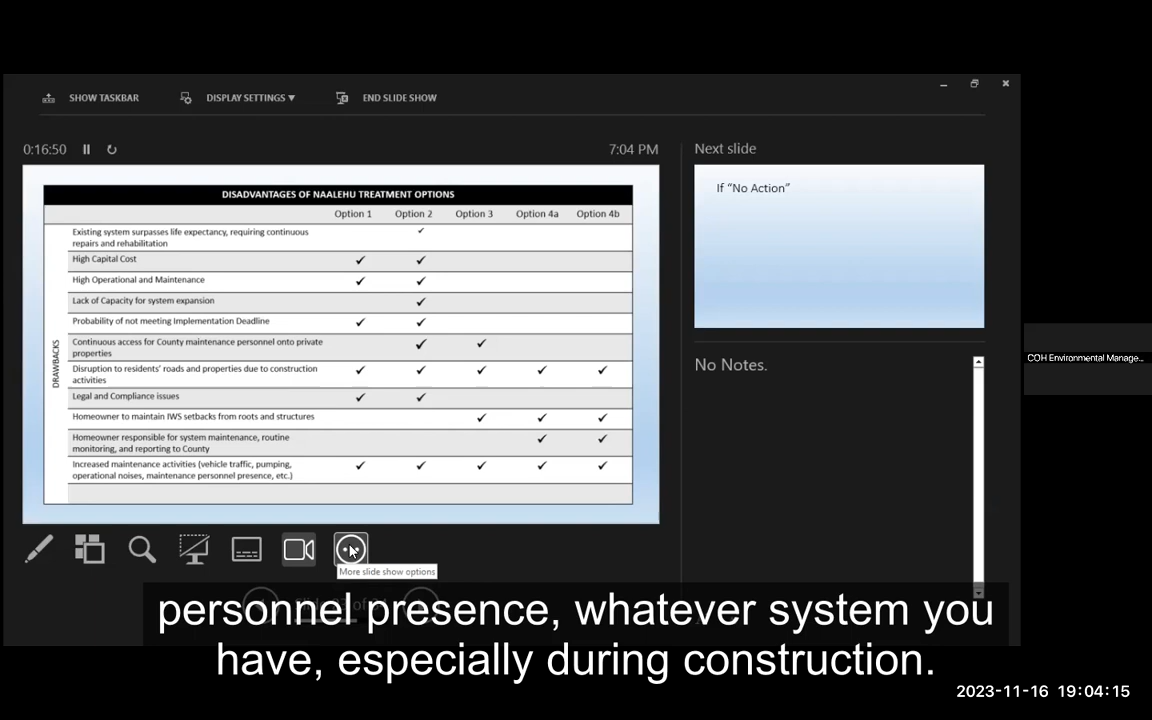 SHOW TASKBAR DISPLAY SETTINGS ▼ END SLIDE SHOW
0:16:50 7:04 PM
DISADVANTAGES OF NAALEHU TREATMENT OPTIONS
Option 1 Option 2 Option 3 Option 4a Option 4b
DRAWBACKS
Existing system surpasses life expectancy, requiring continuous
repairs and rehabilitation ✓
High Capital Cost ✓ ✓
High Operational and Maintenance ✓ ✓
Lack of Capacity for system expansion ✓
Probability of not meeting Implementation Deadline ✓ ✓
Continuous access for County maintenance personnel onto private
properties ✓ ✓
Disruption to residents' roads and properties due to construction
activities ✓ ✓ ✓ ✓ ✓
Legal and Compliance issues ✓ ✓
Homeowner to maintain IWS setbacks from roots and structures ✓ ✓ ✓
Homeowner responsible for system maintenance, routine
monitoring, and reporting to County ✓ ✓
Increased maintenance activities (vehicle traffic, pumping,
operational noises, maintenance personnel presence, etc.) ✓ ✓ ✓ ✓ ✓
Next slide
If "No Action"
No Notes.
COH Environmental Manage...
More slide show options
personnel presence, whatever system you
have, especially during construction.
2023-11-16 19:04:15